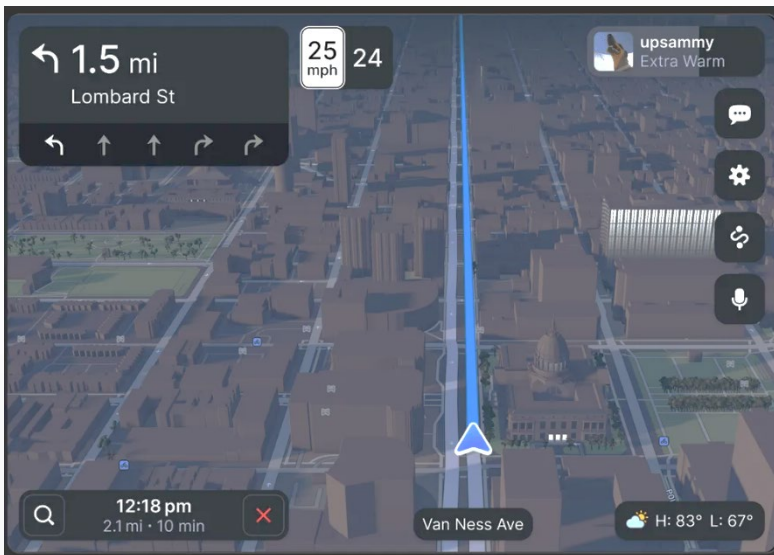 1.5 mi
Lombard St
25
mph
24
upsammy
Extra Warm
12:18 pm
2.1 mi · 10 min
Van Ness Ave
H: 83° L: 67°